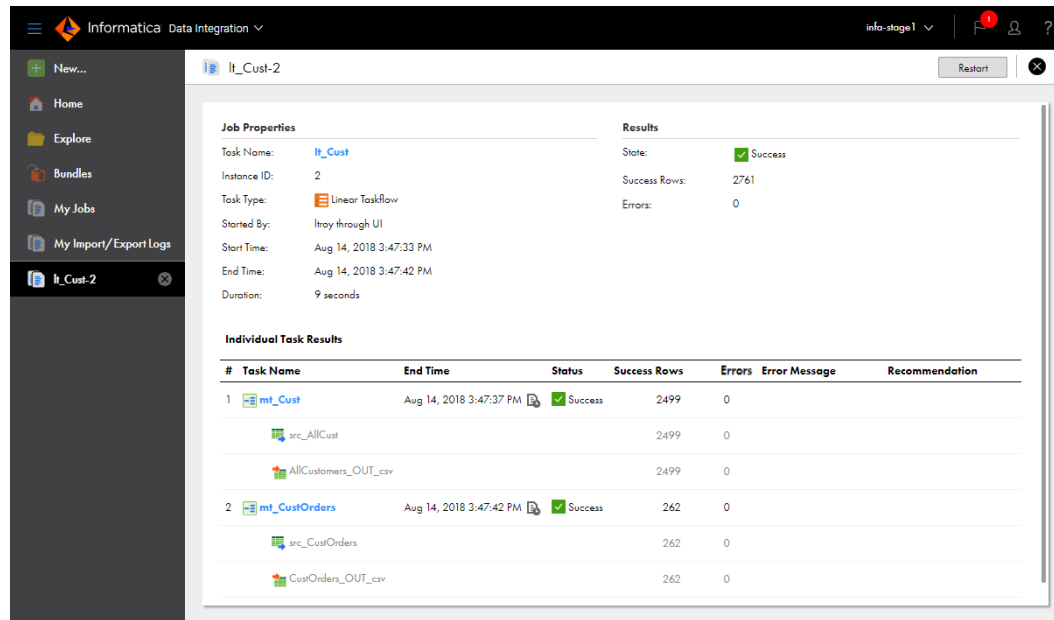 Informatica Data Integration
infa-stage1
1
?
New...
Home
Explore
Bundles
My Jobs
My Import/Export Logs
lt_Cust-2
lt_Cust-2
Restart
Job Properties
Task Name: lt_Cust
Instance ID: 2
Task Type: Linear Taskflow
Started By: ltroy through UI
Start Time: Aug 14, 2018 3:47:33 PM
End Time: Aug 14, 2018 3:47:42 PM
Duration: 9 seconds
Results
State: Success
Success Rows: 2761
Errors: 0
Individual Task Results
# Task Name End Time Status Success Rows Errors Error Message Recommendation
1 mt_Cust Aug 14, 2018 3:47:37 PM Success 2499 0
src_AllCust 2499 0
AllCustomers_OUT_csv 2499 0
2 mt_CustOrders Aug 14, 2018 3:47:42 PM Success 262 0
src_CustOrders 262 0
CustOrders_OUT_csv 262 0